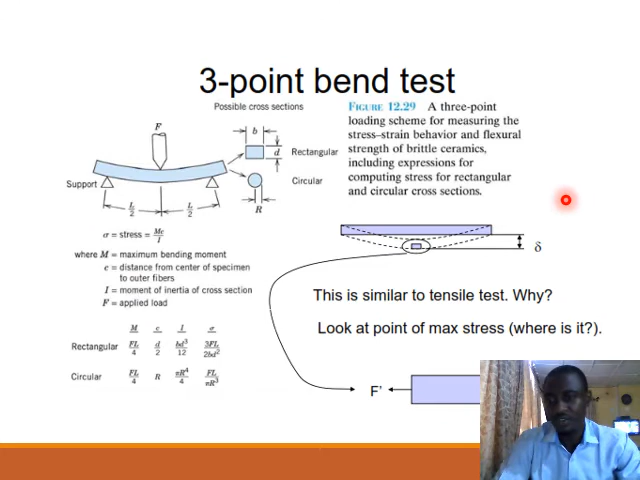 3-point bend test
Possible cross sections
F
b
d
Rectangular
Circular
R
Support
L/2
L/2
σ = stress = Mc/I
where M = maximum bending moment
c = distance from center of specimen
to outer fibers
I = moment of inertia of cross section
F = applied load
M c I σ
Rectangular FL/4 d/2 bd³/12 3FL/2bd²
Circular FL/4 R πR⁴/4 FL/πR³
FIGURE 12.29 A three-point
loading scheme for measuring the
stress–strain behavior and flexural
strength of brittle ceramics,
including expressions for
computing stress for rectangular
and circular cross sections.
δ
This is similar to tensile test. Why?
Look at point of max stress (where is it?).
F'